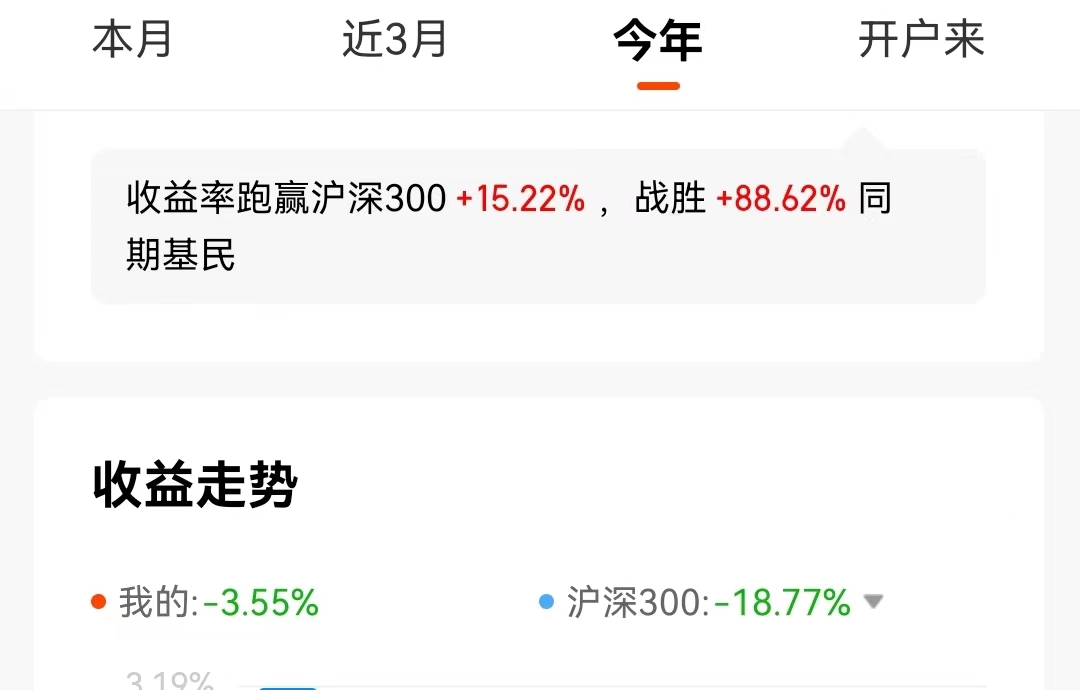 本月 近3月 今年 开户来
收益率跑赢沪深300 +15.22% ，战胜 +88.62% 同
期基民
收益走势
我的:-3.55% 沪深300:-18.77%
3.19%